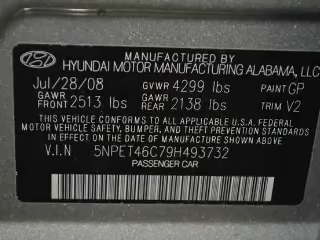 MANUFACTURED BY
HYUNDAI MOTOR MANUFACTURING ALABAMA, LLC
Jul/28/08 GVWR 4299 lbs PAINT GP
GAWR FRONT 2513 lbs GAWR REAR 2138 lbs TRIM V2
THIS VEHICLE CONFORMS TO ALL APPLICABLE FEDERAL
MOTOR VEHICLE SAFETY, BUMPER, AND THEFT PREVENTION
STANDARDS IN EFFECT ON THE DATE OF MANUFACTURE SHOWN ABOVE.
V.I.N 5NPET46C79H493732
PASSENGER CAR